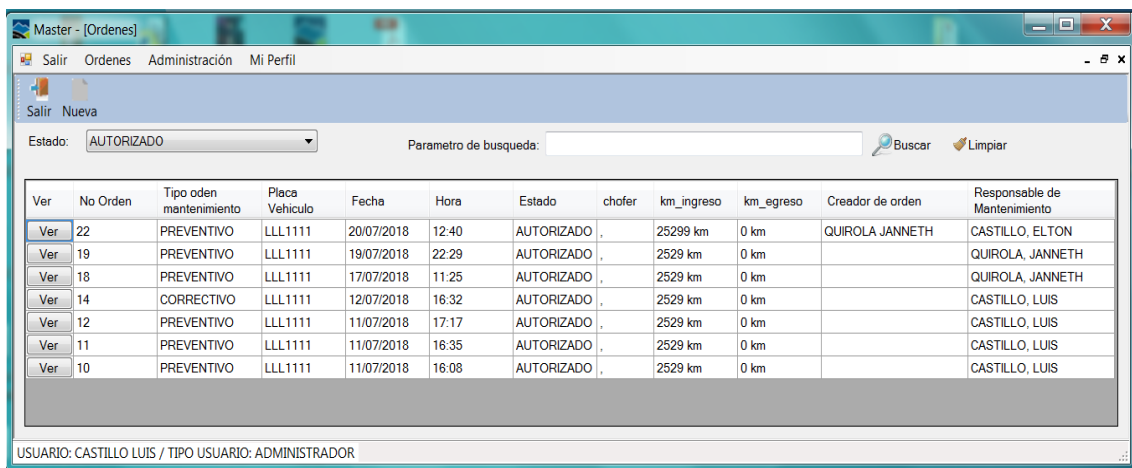 Master - [Ordenes]
Salir Ordenes Administración Mi Perfil
Salir Nueva
Estado: AUTORIZADO Parametro de busqueda: Buscar Limpiar
Ver No Orden Tipo oden mantenimiento Placa Vehiculo Fecha Hora Estado chofer km_ingreso km_egreso Creador de orden Responsable de Mantenimiento
Ver 22 PREVENTIVO LLL1111 20/07/2018 12:40 AUTORIZADO , 25299 km 0 km QUIROLA JANNETH CASTILLO, ELTON
Ver 19 PREVENTIVO LLL1111 19/07/2018 22:29 AUTORIZADO , 2529 km 0 km QUIROLA, JANNETH
Ver 18 PREVENTIVO LLL1111 17/07/2018 11:25 AUTORIZADO , 2529 km 0 km QUIROLA, JANNETH
Ver 14 CORRECTIVO LLL1111 12/07/2018 16:32 AUTORIZADO , 2529 km 0 km CASTILLO, LUIS
Ver 12 PREVENTIVO LLL1111 11/07/2018 17:17 AUTORIZADO , 2529 km 0 km CASTILLO, LUIS
Ver 11 PREVENTIVO LLL1111 11/07/2018 16:35 AUTORIZADO , 2529 km 0 km CASTILLO, LUIS
Ver 10 PREVENTIVO LLL1111 11/07/2018 16:08 AUTORIZADO , 2529 km 0 km CASTILLO, LUIS
USUARIO: CASTILLO LUIS / TIPO USUARIO: ADMINISTRADOR